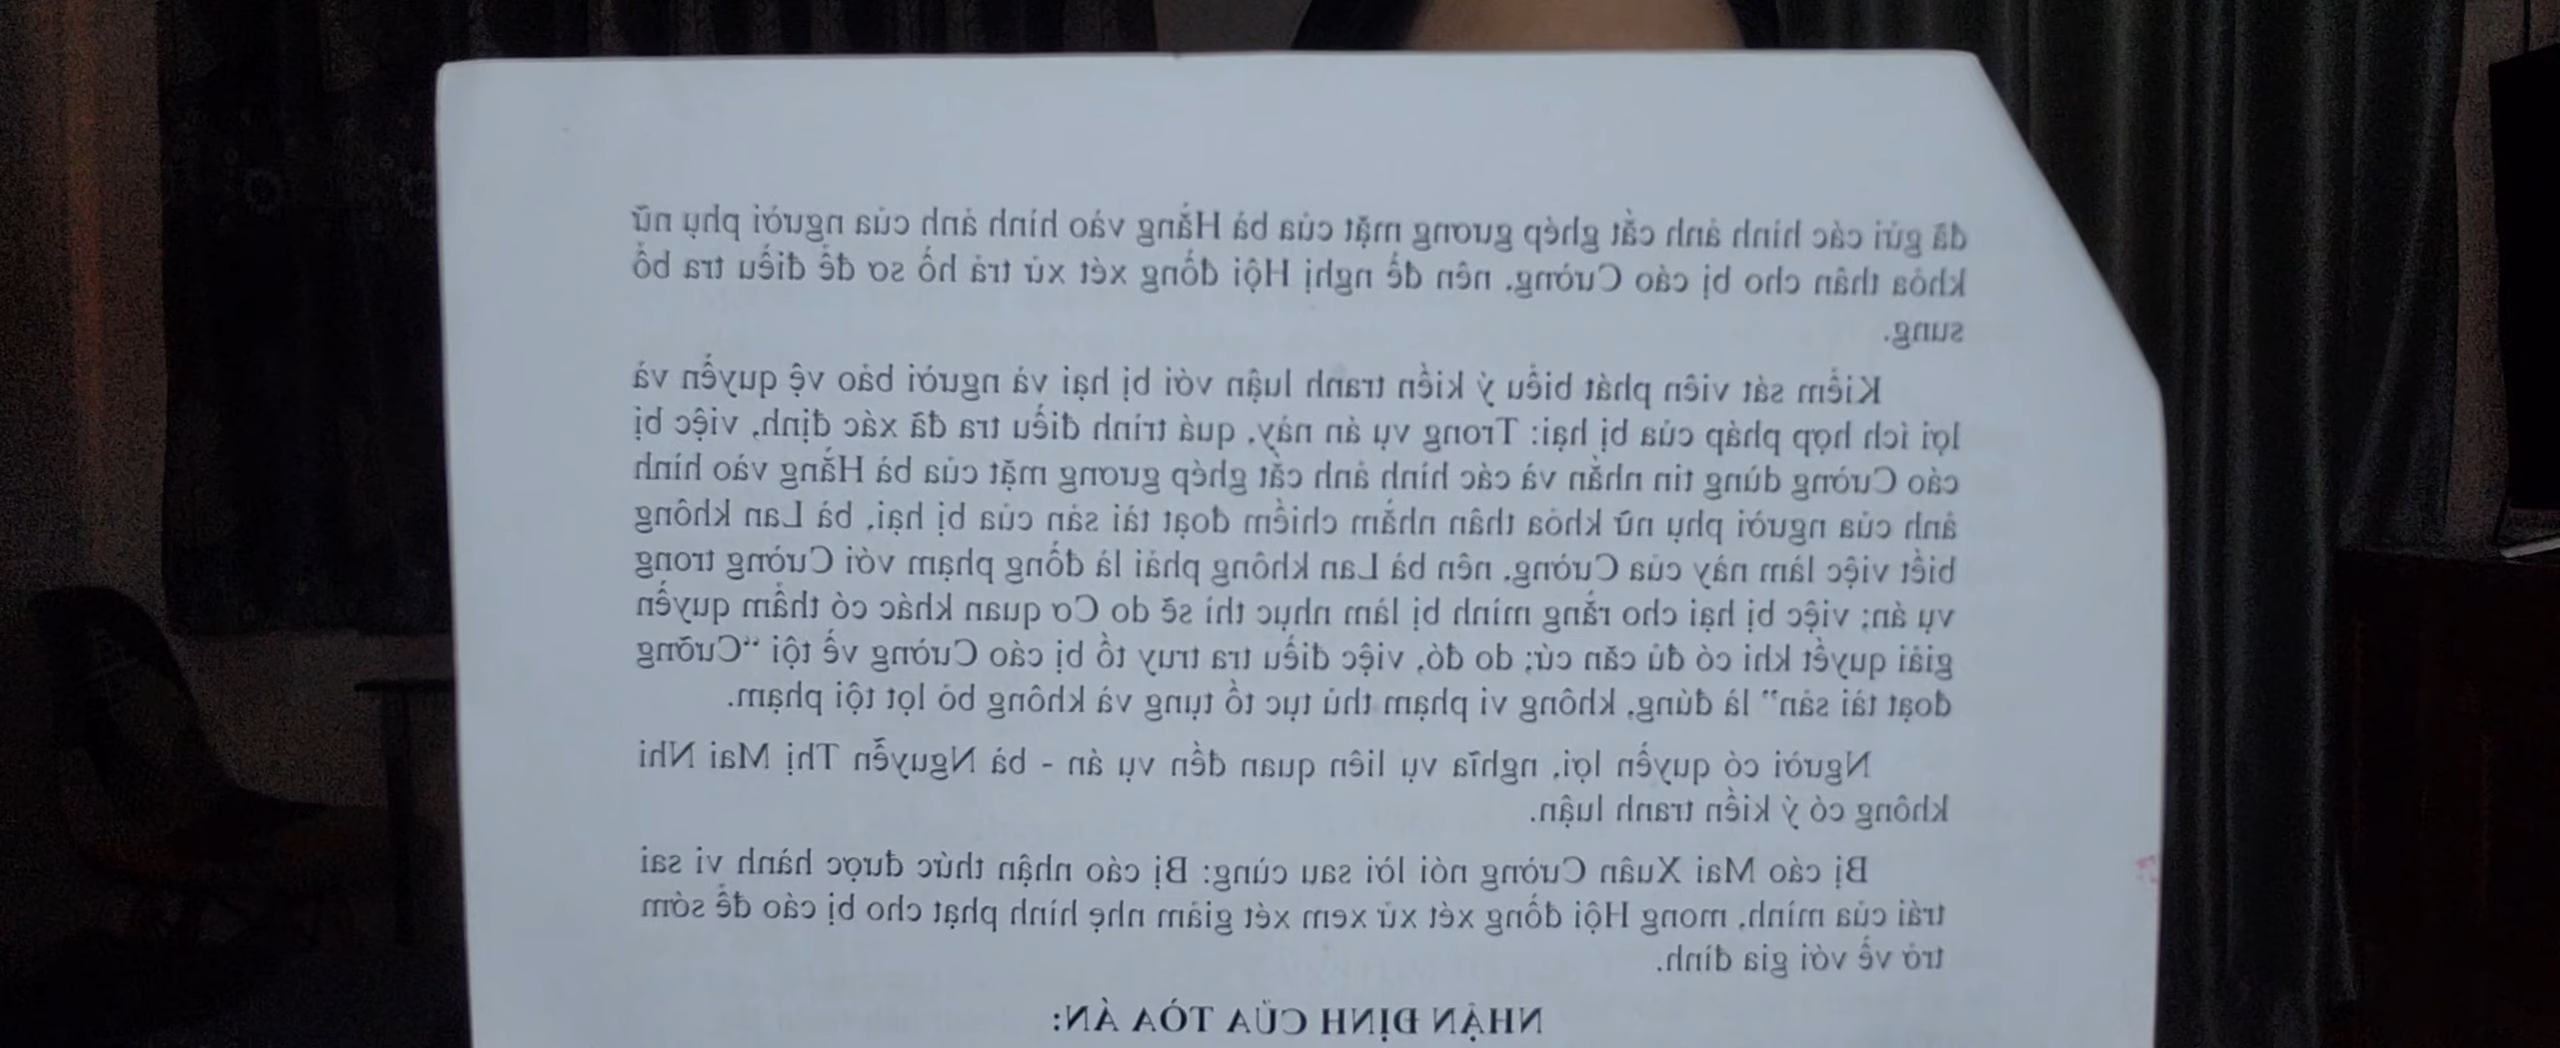 đã gửi các hình ảnh cắt ghép gương mặt của bà Hằng vào hình ảnh của người phụ nữ
khỏa thân cho bị cáo Cường, nên đề nghị Hội đồng xét xử trả hồ sơ để điều tra bổ
sung.
Kiểm sát viên phát biểu ý kiến tranh luận với bị hại và người bảo vệ quyền và
lợi ích hợp pháp của bị hại: Trong vụ án này, quá trình điều tra đã xác định, việc bị
cáo Cường dùng tin nhắn và các hình ảnh cắt ghép gương mặt của bà Hằng vào hình
ảnh của người phụ nữ khỏa thân nhằm chiếm đoạt tài sản của bị hại, bà Lan không
biết việc làm này của Cường, nên bà Lan không phải là đồng phạm với Cường trong
vụ án; việc bị hại cho rằng mình bị làm nhục thì sẽ do Cơ quan khác có thẩm quyền
giải quyết khi có đủ căn cứ; do đó, việc điều tra truy tố bị cáo Cường về tội “Cưỡng
đoạt tài sản” là đúng, không vi phạm thủ tục tố tụng và không bỏ lọt tội phạm.
Người có quyền lợi, nghĩa vụ liên quan đến vụ án - bà Nguyễn Thị Mai Nhi
không có ý kiến tranh luận.
Bị cáo Mai Xuân Cường nói lời sau cùng: Bị cáo nhận thức được hành vi sai
trái của mình, mong Hội đồng xét xử xem xét giảm nhẹ hình phạt cho bị cáo để sớm
trở về với gia đình.
NHẬN ĐỊNH CỦA TÒA ÁN: